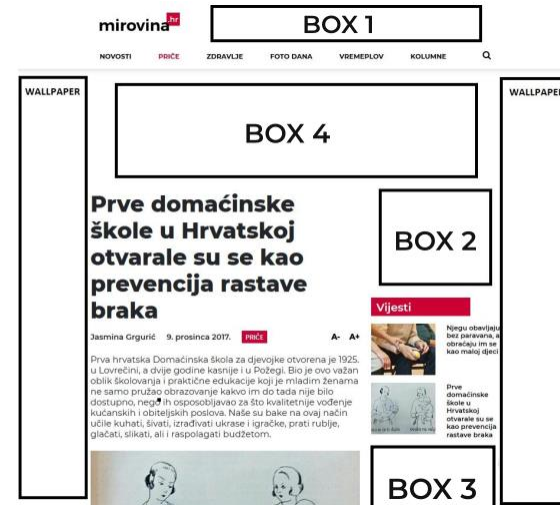 mirovina.hr
BOX 1
NOVOSTI PRIČE ZDRAVLJE FOTO DANA VREMEPLOV KOLUMNE
WALLPAPER
WALLPAPER
BOX 4
Prve domaćinske
škole u Hrvatskoj
otvarale su se kao
prevencija rastave
braka
BOX 2
Jasmina Grgurić 9. prosinca 2017. PRIČE A- A+
Prva hrvatska Domaćinska škola za djevojke otvorena je 1925.
u Lovrečini, a dvije godine kasnije i u Požegi. Bio je ovo važan
oblik školovanja i praktične edukacije koji je mladim ženama
ne samo pružao obrazovanje kakvo im do tada nije bilo
dostupno, nego ih osposobljavao za što kvalitetnije vođenje
kućanskih i obiteljskih poslova. Naše su bake na ovaj način
učile kuhati, šivati, izrađivati ukrase i igračke, prati rublje,
glačati, slikati, ali i raspolagati budžetom.
Vijesti
Njegu obavljaju
bez paravana, a
obraćaju im se
kao maloj djeci
Prve
domaćinske
škole u
Hrvatskoj
otvarale su se
kao prevencija
rastave braka
BOX 3